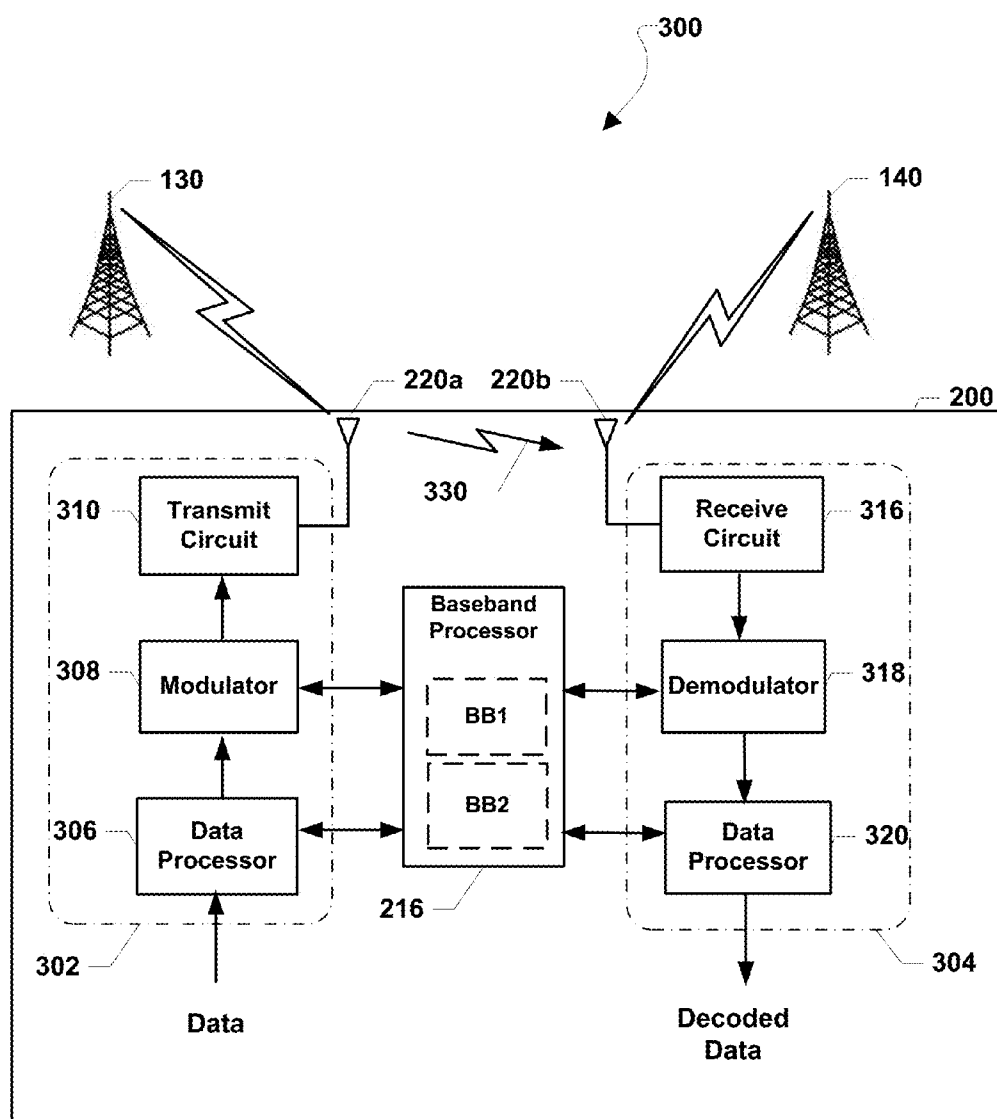 300
130
140
220a
220b
200
330
310
Transmit
Circuit
Receive
Circuit
316
Baseband
Processor
308
Modulator
BB1
Demodulator
318
BB2
306
Data
Processor
Data
Processor
320
216
302
304
Data
Decoded
Data